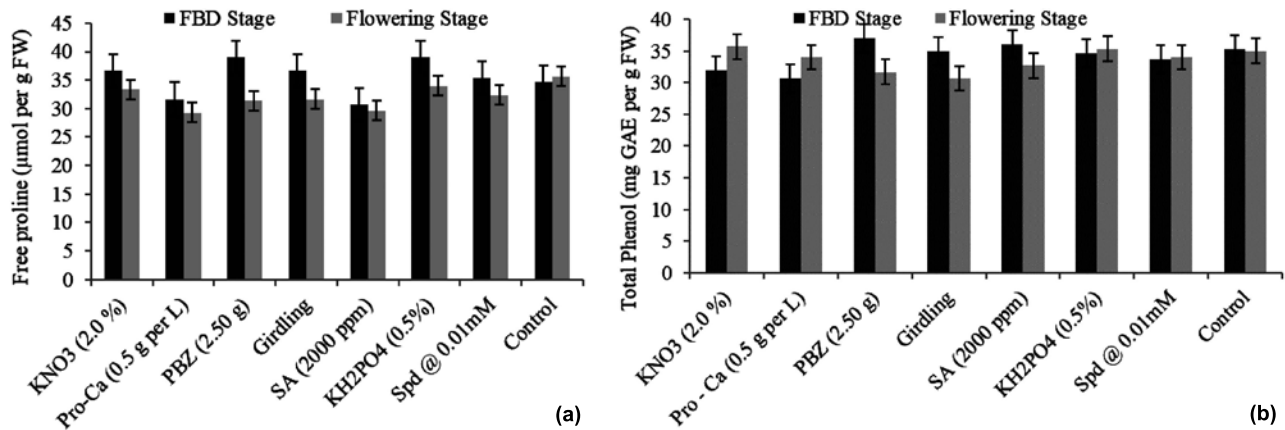 FBD Stage Flowering Stage
Free proline (µmol per g FW)
45
40
35
30
25
20
15
10
5
0
KNO3 (2.0 %)
Pro-Ca (0.5 g per L)
PBZ (2.50 g)
Girdling
SA (2000 ppm)
KH2PO4 (0.5%)
Spd @ 0.01mM
Control
(a)
FBD Stage Flowering Stage
Total Phenol (mg GAE per g FW)
40
35
30
25
20
15
10
5
0
KNO3 (2.0 %)
Pro - Ca (0.5 g per L)
PBZ (2.50 g)
Girdling
SA (2000 ppm)
KH2PO4 (0.5%)
Spd @ 0.01mM
Control
(b)